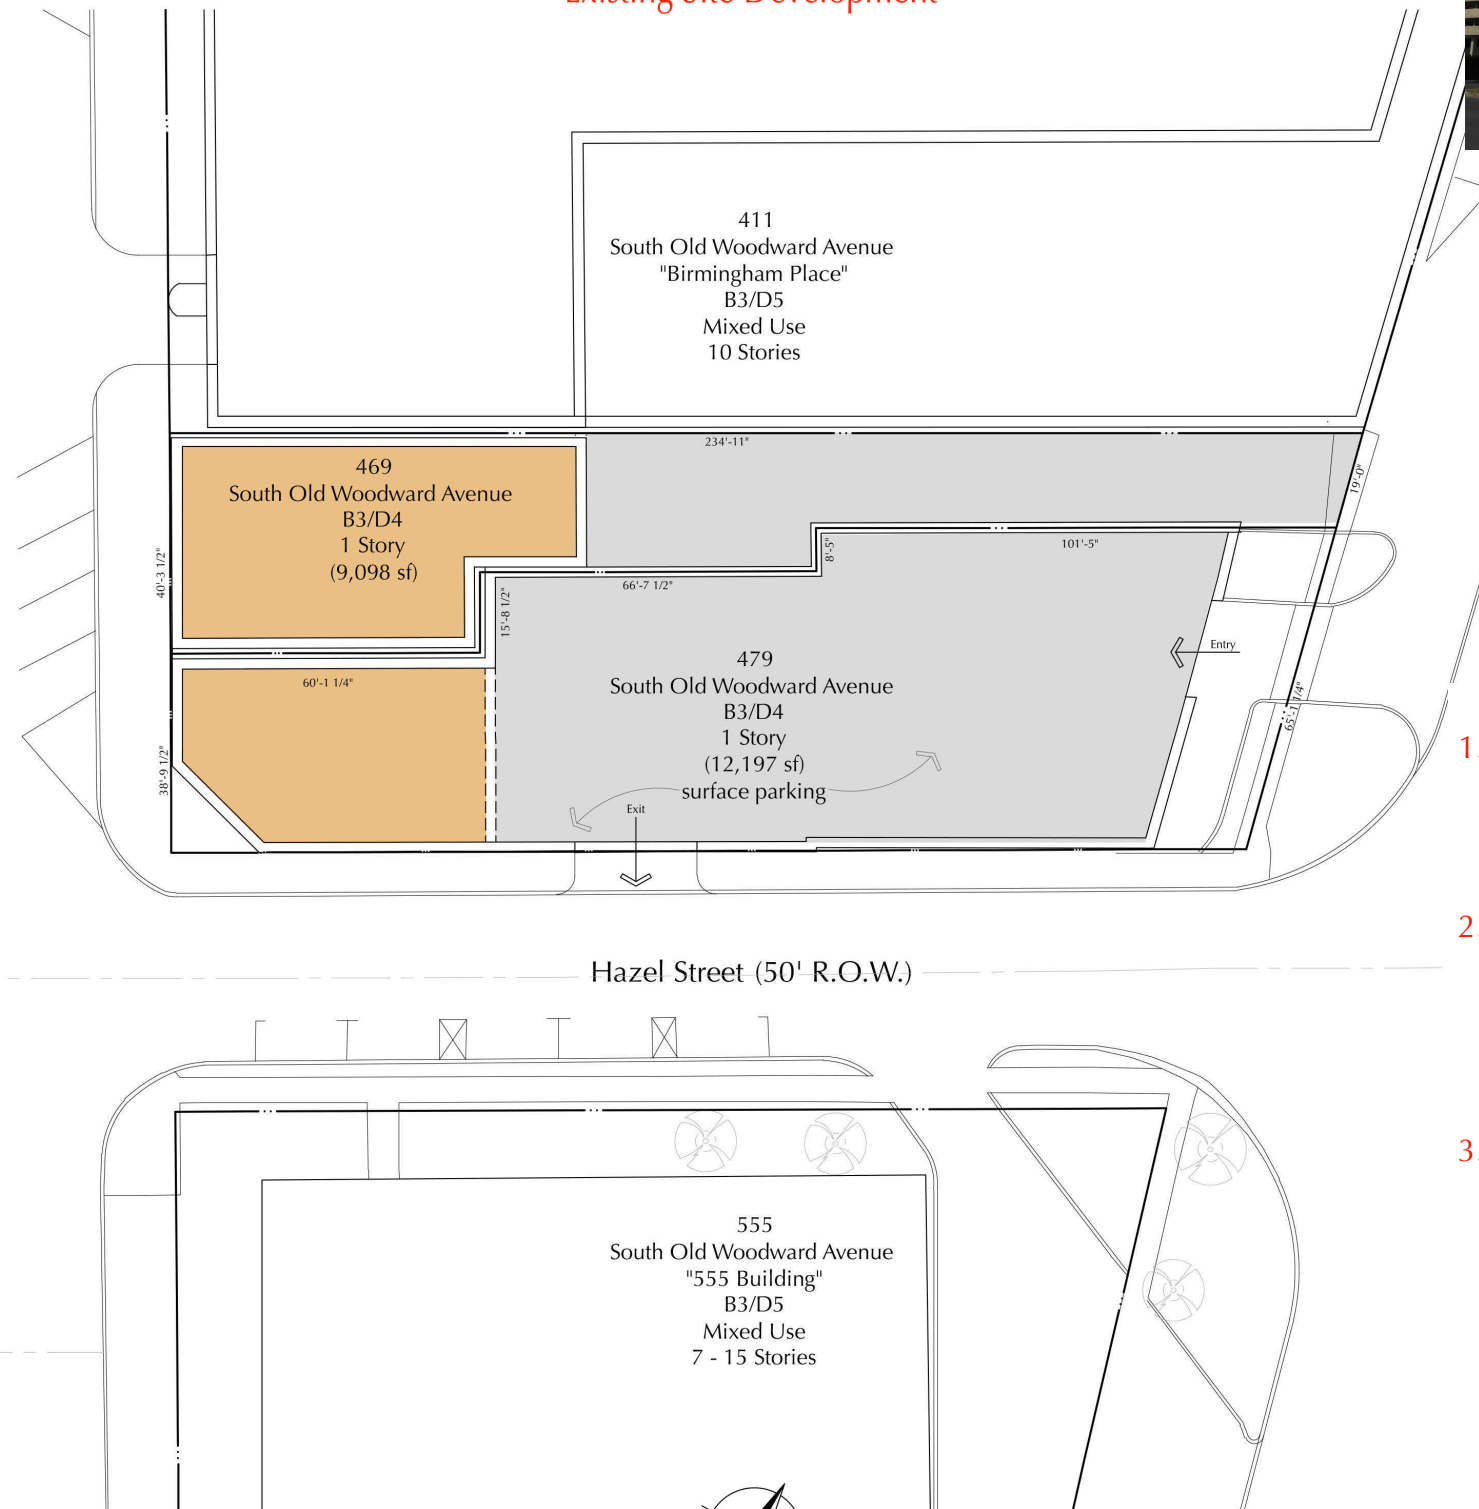 Existing Site Development
411
South Old Woodward Avenue
"Birmingham Place"
B3/D5
Mixed Use
10 Stories
234'-11"
469
South Old Woodward Avenue
B3/D4
1 Story
(9,098 sf)
19'-0"
40'-3 1/2"
8'-5"
101'-5"
66'-7 1/2"
15'-8 1/2"
Entry
479
South Old Woodward Avenue
B3/D4
1 Story
(12,197 sf)
surface parking
60'-1 1/4"
65'-1 1/4"
38'-9 1/2"
1.
Exit
2.
Hazel Street (50' R.O.W.)
3.
555
South Old Woodward Avenue
"555 Building"
B3/D5
Mixed Use
7 - 15 Stories